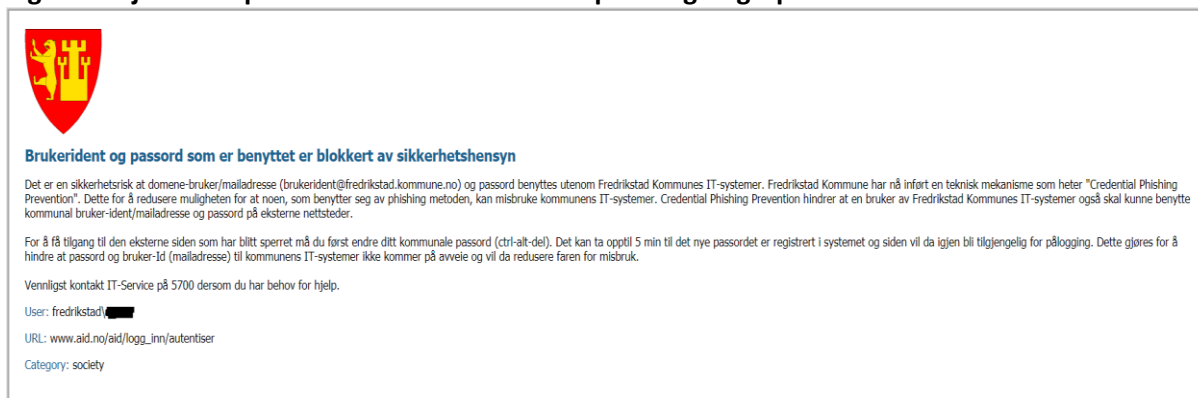 Brukerident og passord som er benyttet er blokkert av sikkerhetshensyn
Det er en sikkerhetsrisk at domene-bruker/mailadresse (brukerident@fredrikstad.kommune.no) og passord benyttes utenom Fredrikstad Kommunes IT-systemer. Fredrikstad Kommune har nå infört en teknisk mekanisme som heter "Credential Phishing
Prevention". Dette for å redusere muligheten for at noen, som benytter seg av phishing metoden, kan misbruke kommunens IT-systemer. Credential Phishing Prevention hindrer at en bruker av Fredrikstad Kommunes IT-systemer også skal kunne benytte
kommunal bruker-ident/mailadresse og passord på eksterne nettsteder.
For å få tilgang til den eksterne siden som har blitt sperret må du først endre ditt kommunale passord (ctrl-alt-del). Det kan ta opptil 5 min til det nye passordet er registrert i systemet og siden vil da igjen bli tilgjengelig for pålogging. Dette gjøres for å
hindre at passord og bruker-Id (mailadresse) til kommunens IT-systemer ikke kommer på avveie og vil da redusere faren for misbruk.
Vennligst kontakt IT-Service på 5700 dersom du har behov for hjelp.
User: fredrikstad\
URL: www.aid.no/aid/logg_inn/autentiser
Category: society